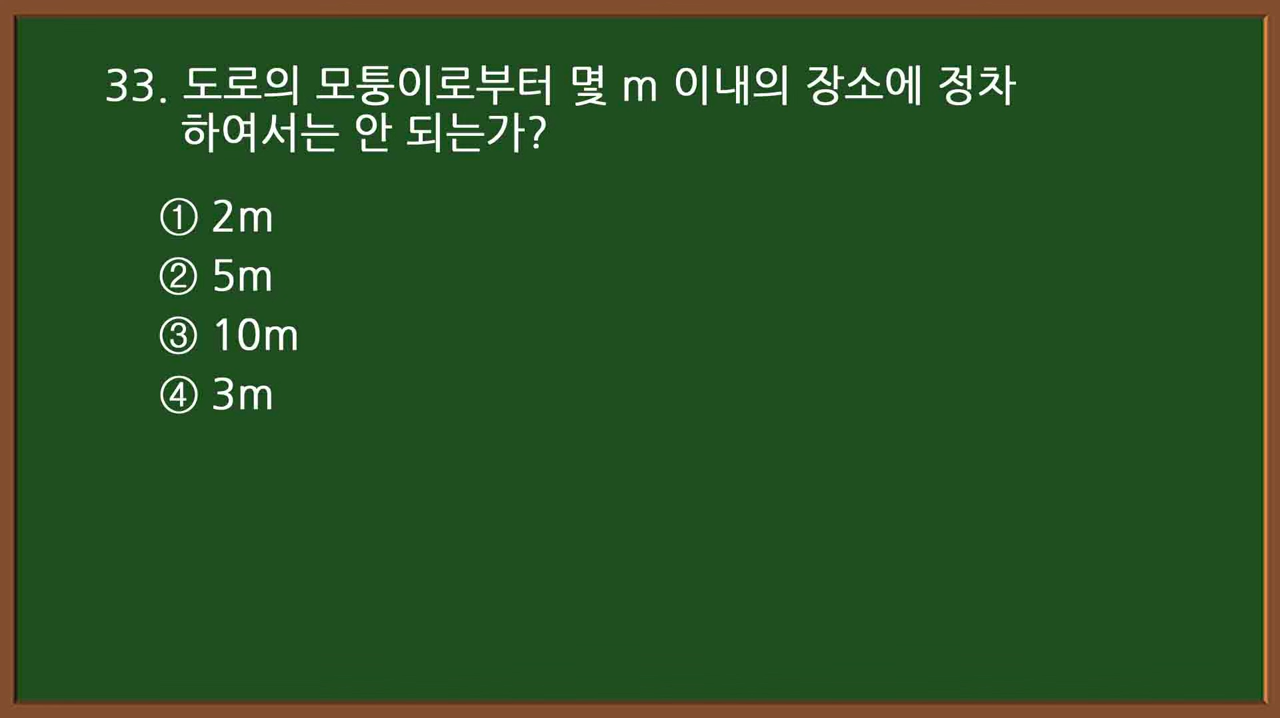 33. 도로의 모퉁이로부터 몇 m 이내의 장소에 정차
하여서는 안 되는가?
① 2m
② 5m
③ 10m
④ 3m